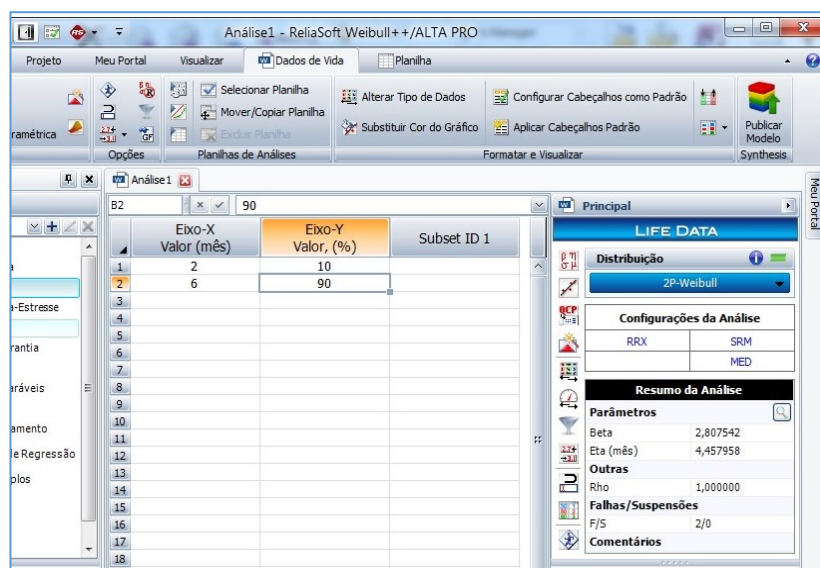 Análise1 - ReliaSoft Weibull++/ALTA PRO
Projeto Meu Portal Visualizar Dados de Vida Planilha
Selecionar Planilha
Mover/Copiar Planilha
Excluir Planilha
Alterar Tipo de Dados
Substituir Cor do Gráfico
Configurar Cabeçalhos como Padrão
Aplicar Cabeçalhos Padrão
Publicar
Modelo
ramétrica
Opções Planilhas de Análises Formatar e Visualizar Synthesis
Análise1
Meu Portal
B2 90
Eixo-X
Valor (mês)
Eixo-Y
Valor, (%)
Subset ID 1
1 2 10
2 6 90
3
4
5
6
7
8
9
10
11
12
13
14
15
16
17
18
a
a-Estresse
rantia
aráveis
amento
le Regressão
plos
Principal
LIFE DATA
Distribuição
2P-Weibull
Configurações da Análise
RRX SRM
MED
Resumo da Análise
Parâmetros
Beta 2,807542
Eta (mês) 4,457958
Outras
Rho 1,000000
Falhas/Suspensões
F/S 2/0
Comentários
β η
σ μ
QCP